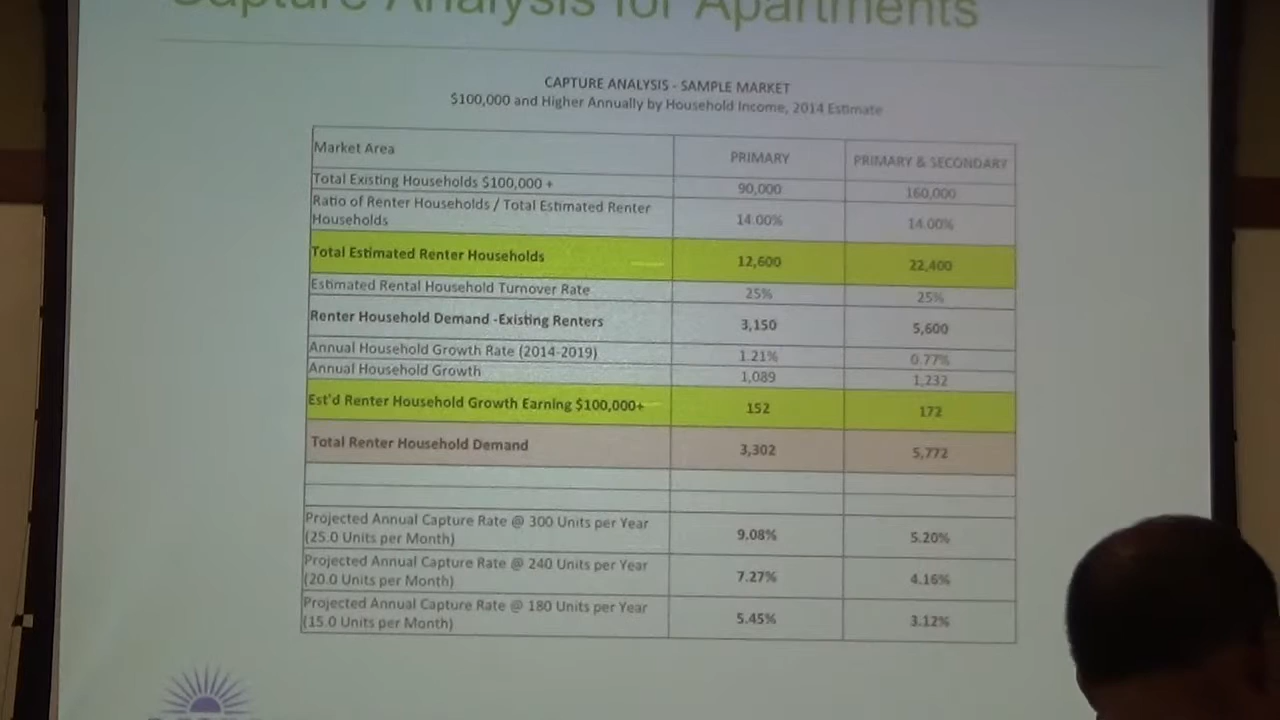 Capture Analysis for Apartments
CAPTURE ANALYSIS - SAMPLE MARKET
$100,000 and Higher Annually by Household Income, 2014 Estimate
Market Area PRIMARY PRIMARY & SECONDARY
Total Existing Households $100,000 + 90,000 160,000
Ratio of Renter Households / Total Estimated Renter
Households 14.00% 14.00%
Total Estimated Renter Households 12,600 22,400
Estimated Rental Household Turnover Rate 25% 25%
Renter Household Demand -Existing Renters 3,150 5,600
Annual Household Growth Rate (2014-2019) 1.21% 0.77%
Annual Household Growth 1,089 1,232
Est'd Renter Household Growth Earning $100,000+ 152 172
Total Renter Household Demand 3,302 5,772
Projected Annual Capture Rate @ 300 Units per Year
(25.0 Units per Month) 9.08% 5.20%
Projected Annual Capture Rate @ 240 Units per Year
(20.0 Units per Month) 7.27% 4.16%
Projected Annual Capture Rate @ 180 Units per Year
(15.0 Units per Month) 5.45% 3.12%